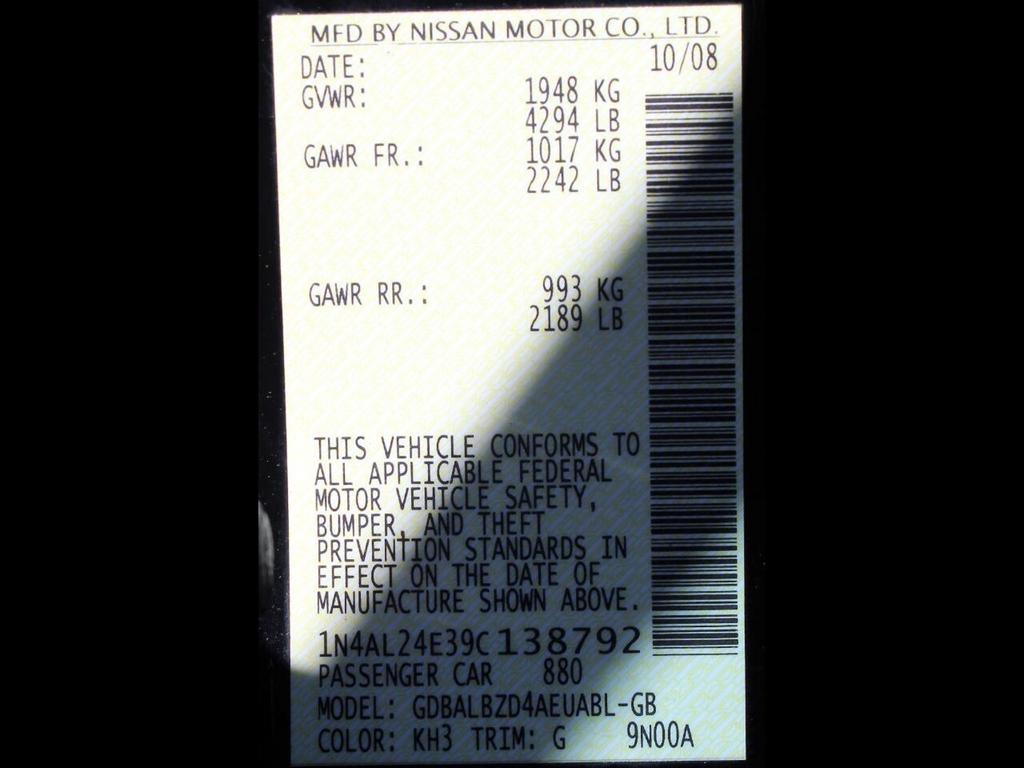 MFD BY NISSAN MOTOR CO., LTD.
DATE: 10/08
GVWR: 1948 KG
4294 LB
GAWR FR.: 1017 KG
2242 LB
GAWR RR.: 993 KG
2189 LB
THIS VEHICLE CONFORMS TO
ALL APPLICABLE FEDERAL
MOTOR VEHICLE SAFETY,
BUMPER, AND THEFT
PREVENTION STANDARDS IN
EFFECT ON THE DATE OF
MANUFACTURE SHOWN ABOVE.
1N4AL24E39C138792
PASSENGER CAR 880
MODEL: GDBALBZD4AEUABL-GB
COLOR: KH3 TRIM: G 9N00A